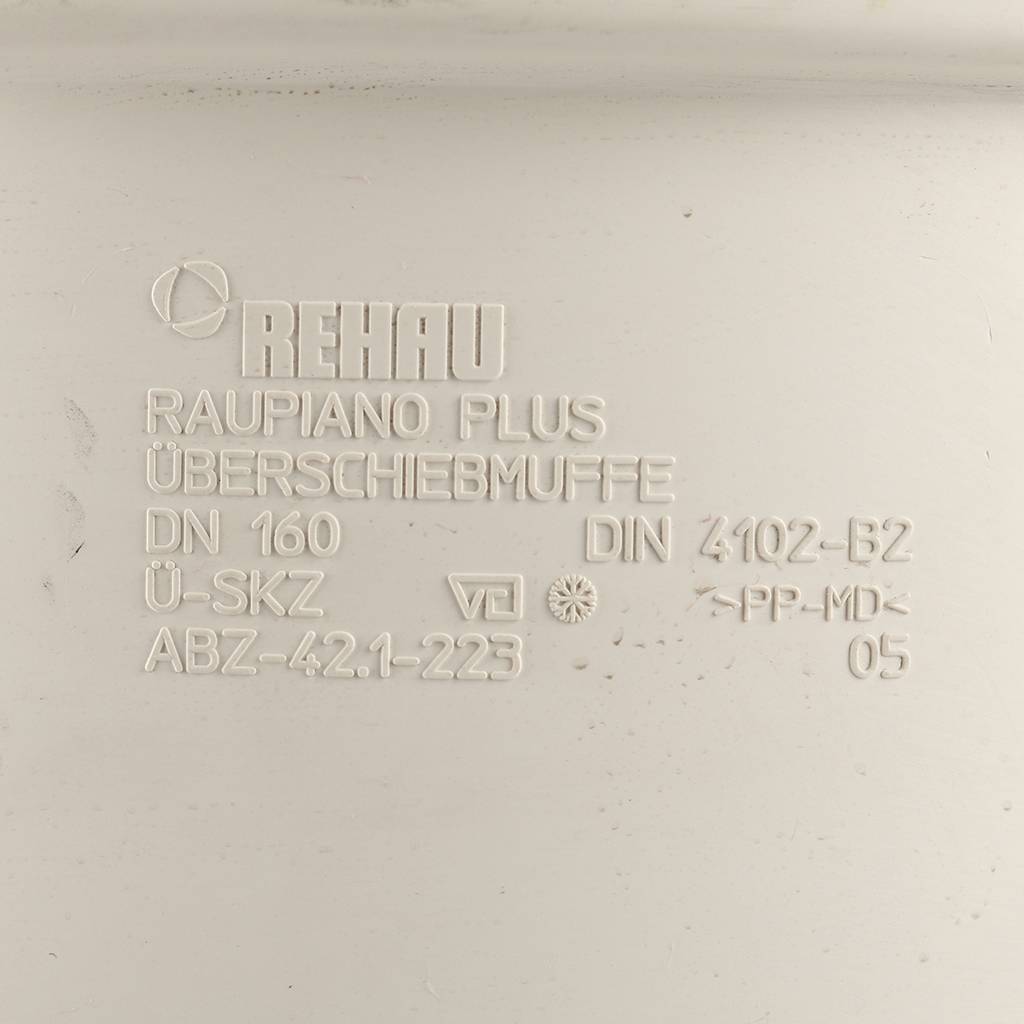 REHAU
RAUPIANO PLUS
ÜBERSCHIEBMUFFE
DN 160 DIN 4102-B2
Ü-SKZ >PP-MD<
ABZ-42.1-223 05